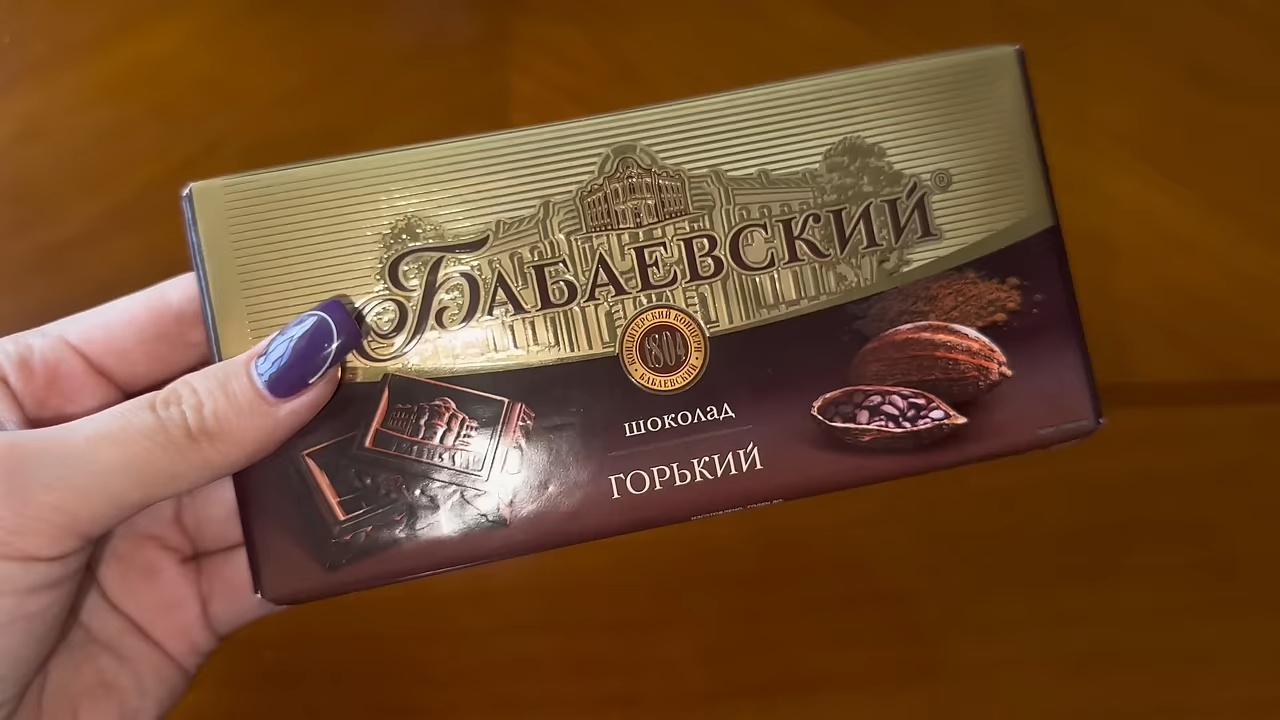 БАБАЕВСКИЙ
®
КОНДИТЕРСКИЙ КОНЦЕРН
1804
• БАБАЕВСКИЙ •
ШОКОЛАД
ГОРЬКИЙ